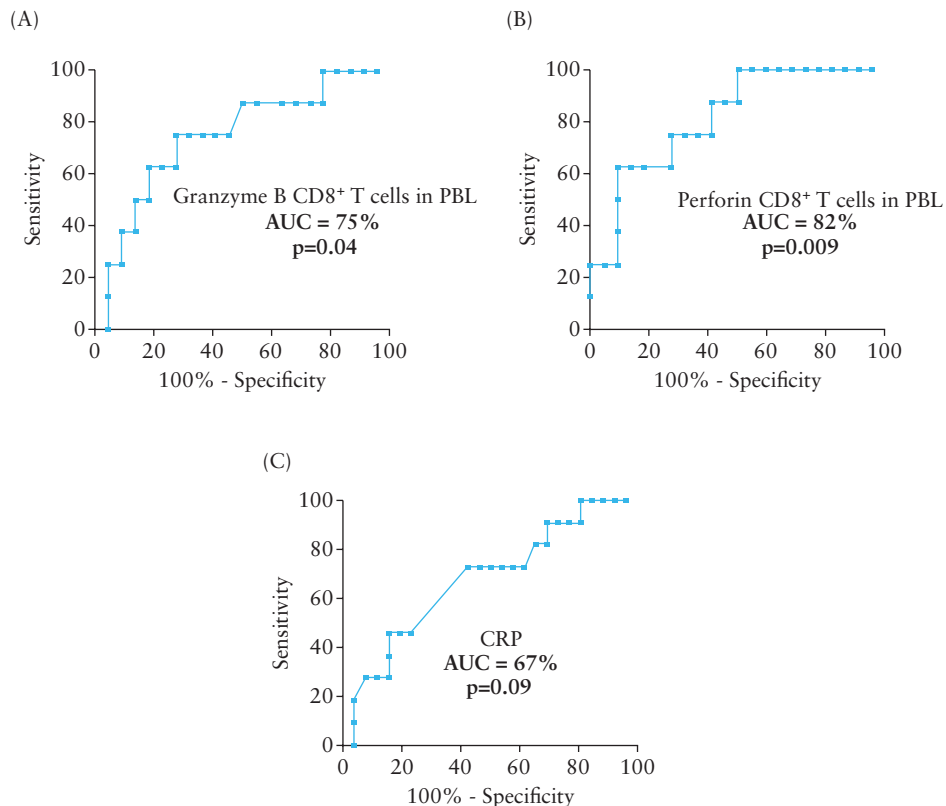 (A)
100
80
60
40
20
0
Sensitivity
Granzyme B CD8⁺ T cells in PBL
AUC = 75%
p=0.04
0 20 40 60 80 100
100% - Specificity
(B)
100
80
60
40
20
0
Sensitivity
Perforin CD8⁺ T cells in PBL
AUC = 82%
p=0.009
0 20 40 60 80 100
100% - Specificity
(C)
100
80
60
40
20
0
Sensitivity
CRP
AUC = 67%
p=0.09
0 20 40 60 80 100
100% - Specificity